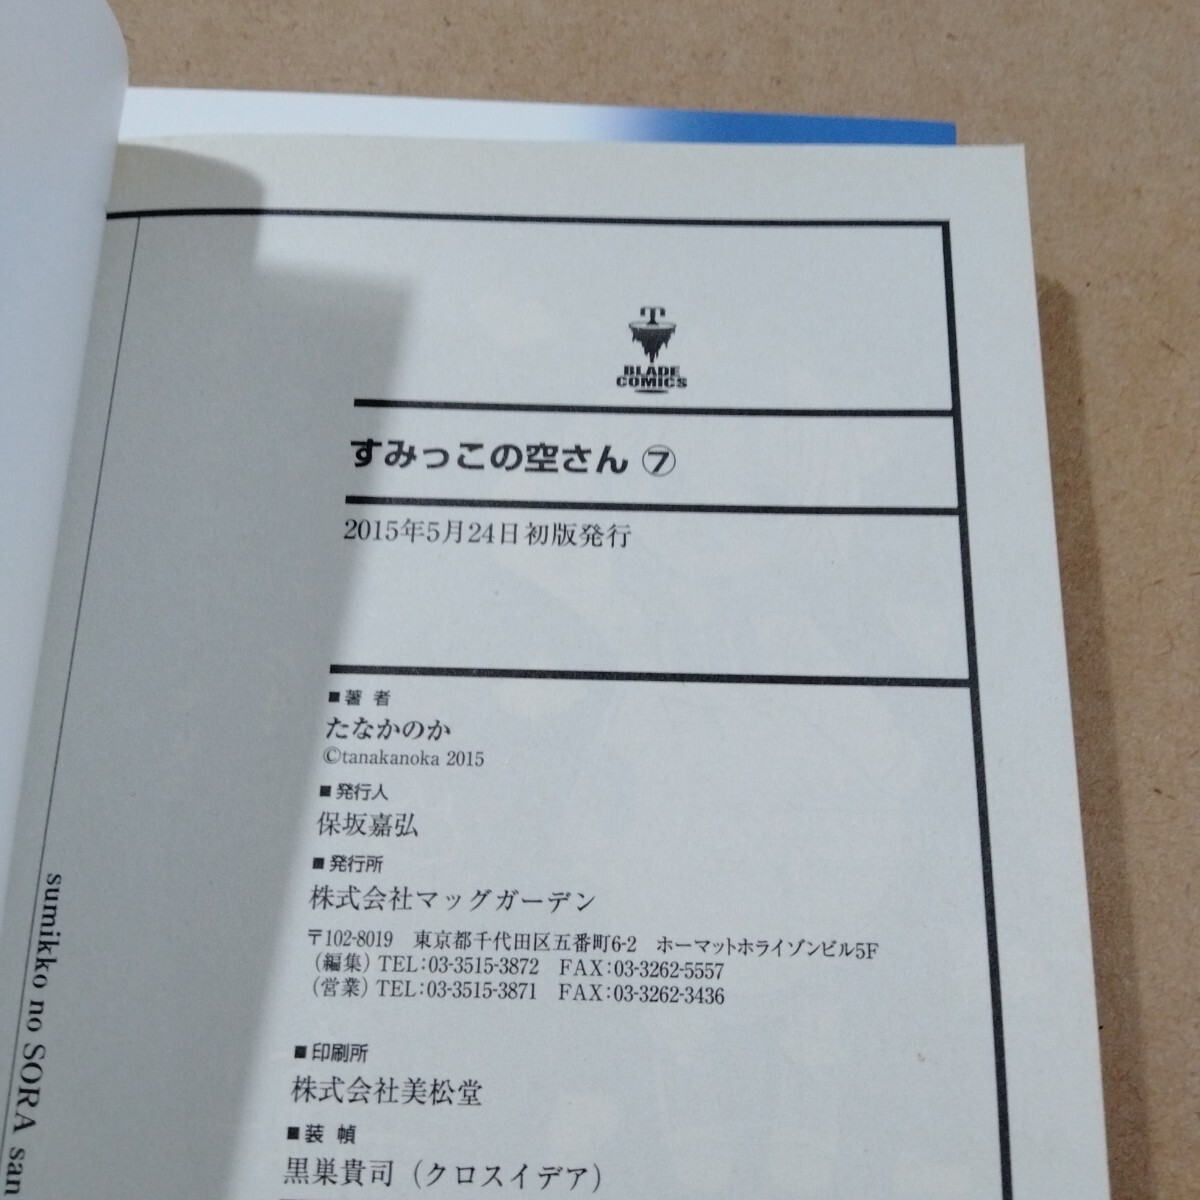 T
BLADE
COMICS
すみっこの空さん ⑦
2015年5月24日初版発行
■著 者
たなかのか
©tanakanoka 2015
■発行人
保坂嘉弘
■発行所
株式会社マッグガーデン
〒102-8019 東京都千代田区五番町6-2 ホーマットホライゾンビル5F
(編集) TEL:03-3515-3872 FAX:03-3262-5557
(営業) TEL:03-3515-3871 FAX:03-3262-3436
■印刷所
株式会社美松堂
■装 幀
黒巣貴司 (クロスイデア)
sumikko no SORA san